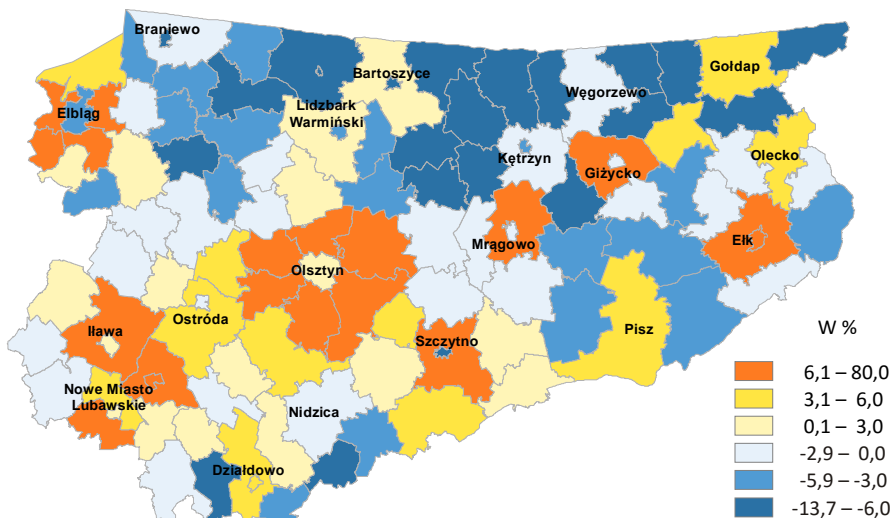 Braniewo
Gołdap
Bartoszyce
Węgorzewo
Elbląg
Lidzbark
Warmiński
Kętrzyn
Olecko
Giżycko
Mrągowo
Ełk
Olsztyn
Ostróda
Iława
Szczytno
Pisz
Nowe Miasto
Lubawskie
Nidzica
Działdowo
W %
6,1 – 80,0
3,1 – 6,0
0,1 – 3,0
-2,9 – 0,0
-5,9 – -3,0
-13,7 – -6,0